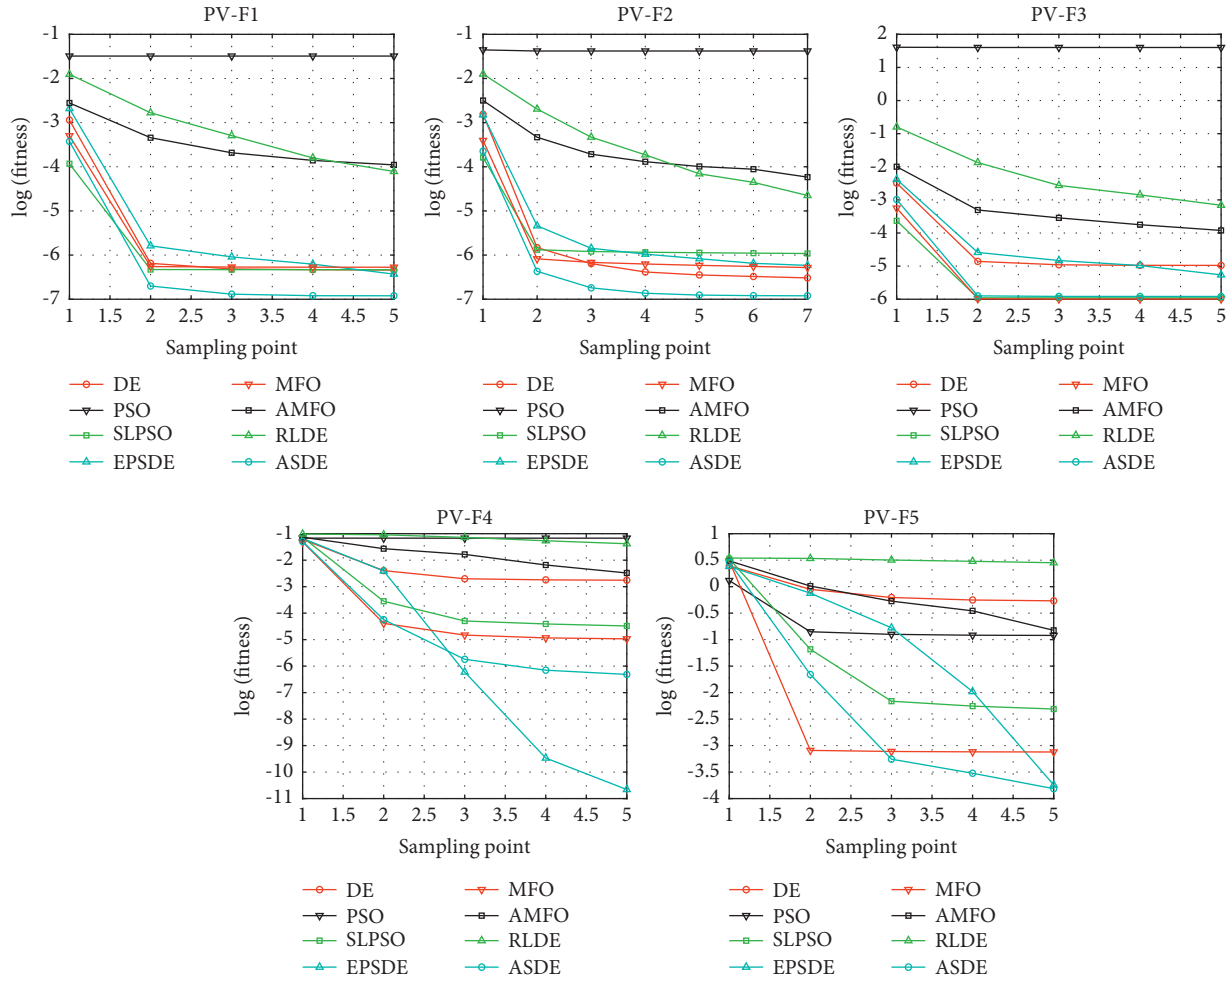 PV-F1
-1
-2
-3
-4
-5
-6
-7
log (fitness)
1 1.5 2 2.5 3 3.5 4 4.5 5
Sampling point
DE MFO
PSO AMFO
SLPSO RLDE
EPSDE ASDE
PV-F2
-1
-2
-3
-4
-5
-6
-7
log (fitness)
1 2 3 4 5 6 7
Sampling point
DE MFO
PSO AMFO
SLPSO RLDE
EPSDE ASDE
PV-F3
2
1
0
-1
-2
-3
-4
-5
-6
log (fitness)
1 1.5 2 2.5 3 3.5 4 4.5 5
Sampling point
DE MFO
PSO AMFO
SLPSO RLDE
EPSDE ASDE
PV-F4
-1
-2
-3
-4
-5
-6
-7
-8
-9
-10
-11
log (fitness)
1 1.5 2 2.5 3 3.5 4 4.5 5
Sampling point
DE MFO
PSO AMFO
SLPSO RLDE
EPSDE ASDE
PV-F5
1
0.5
0
-0.5
-1
-1.5
-2
-2.5
-3
-3.5
-4
log (fitness)
1 1.5 2 2.5 3 3.5 4 4.5 5
Sampling point
DE MFO
PSO AMFO
SLPSO RLDE
EPSDE ASDE